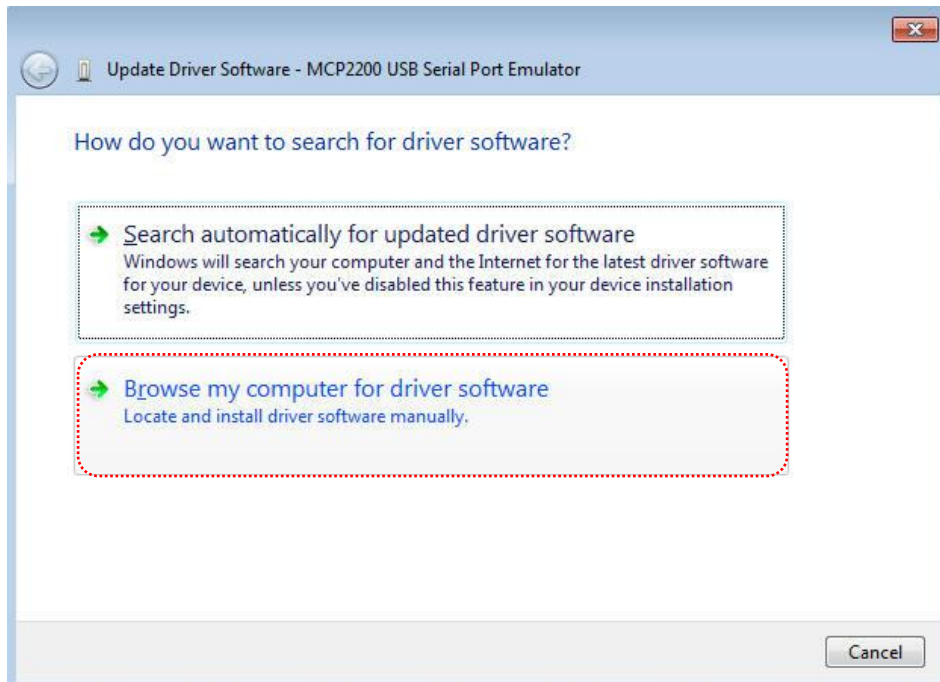 Update Driver Software - MCP2200 USB Serial Port Emulator
How do you want to search for driver software?
Search automatically for updated driver software
Windows will search your computer and the Internet for the latest driver software
for your device, unless you've disabled this feature in your device installation
settings.
Browse my computer for driver software
Locate and install driver software manually.
Cancel